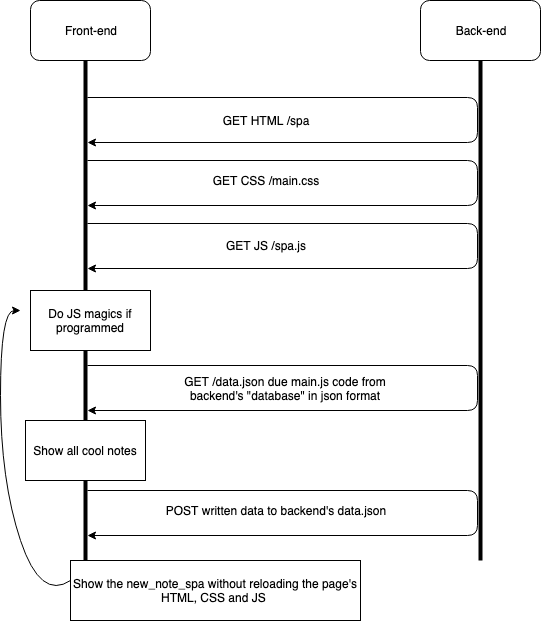 Front-end
Back-end
GET HTML /spa
GET CSS /main.css
GET JS /spa.js
Do JS magics if
programmed
GET /data.json due main.js code from
backend's "database" in json format
Show all cool notes
POST written data to backend's data.json
Show the new_note_spa without reloading the page's
HTML, CSS and JS